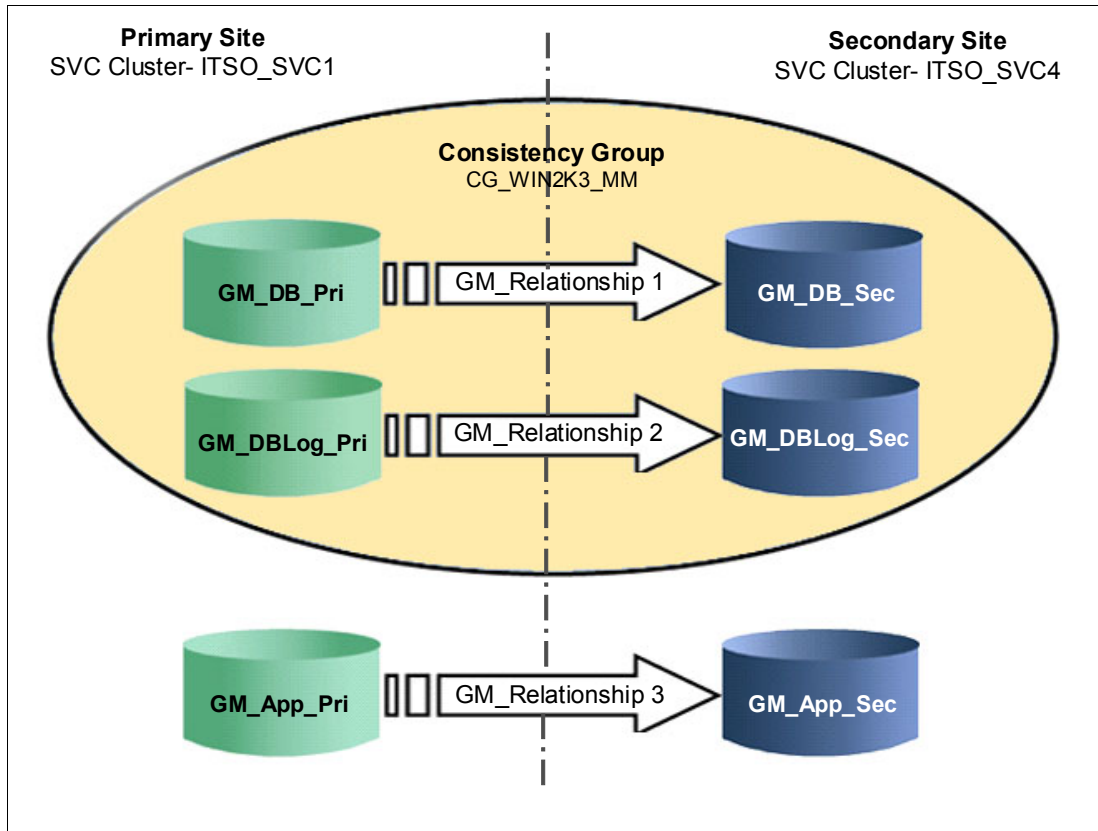 Primary Site
SVC Cluster- ITSO_SVC1
Secondary Site
SVC Cluster- ITSO_SVC4
Consistency Group
CG_WIN2K3_MM
GM_DB_Pri
GM_Relationship 1
GM_DB_Sec
GM_DBLog_Pri
GM_Relationship 2
GM_DBLog_Sec
GM_App_Pri
GM_Relationship 3
GM_App_Sec